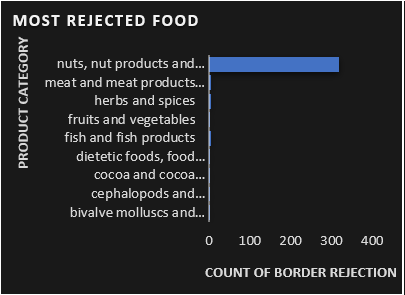 MOST REJECTED FOOD
PRODUCT CATEGORY
nuts, nut products and…
meat and meat products…
herbs and spices
fruits and vegetables
fish and fish products
dietetic foods, food…
cocoa and cocoa…
cephalopods and…
bivalve molluscs and…
0 100 200 300 400
COUNT OF BORDER REJECTION